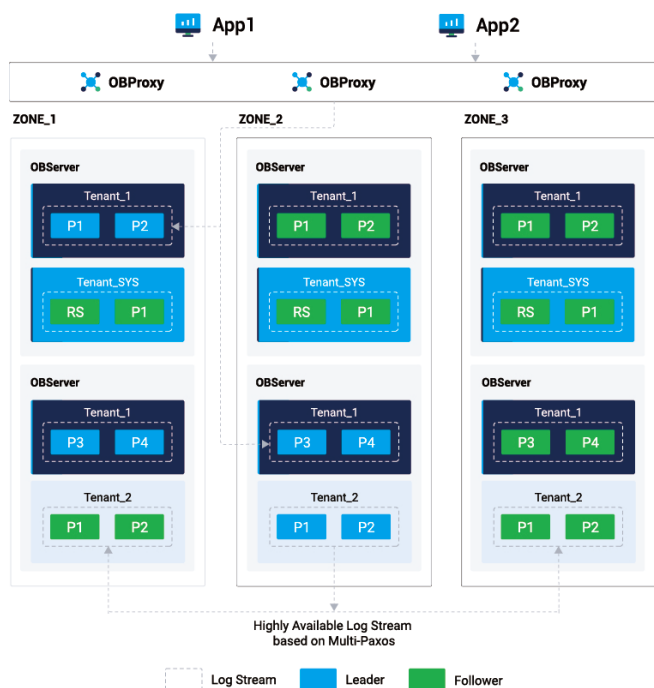 App1
App2
OBProxy
OBProxy
OBProxy
ZONE_1
ZONE_2
ZONE_3
OBServer
Tenant_1
P1 P2
Tenant_SYS
RS P1
OBServer
Tenant_1
P3 P4
Tenant_2
P1 P2
OBServer
Tenant_1
P1 P2
Tenant_SYS
RS P1
OBServer
Tenant_1
P3 P4
Tenant_2
P1 P2
OBServer
Tenant_1
P1 P2
Tenant_SYS
RS P1
OBServer
Tenant_1
P3 P4
Tenant_2
P1 P2
Highly Available Log Stream
based on Multi-Paxos
Log Stream
Leader
Follower